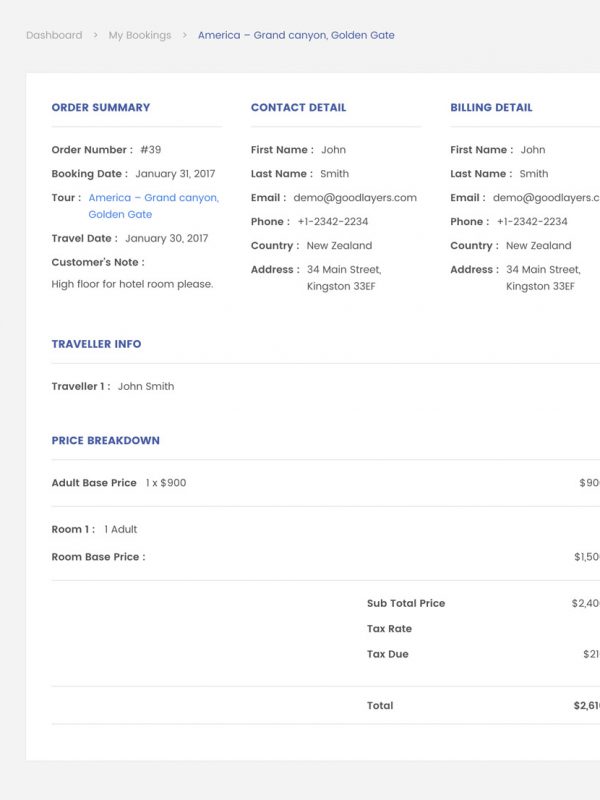 Dashboard > My Bookings > America – Grand canyon, Golden Gate
ORDER SUMMARY
Order Number : #39
Booking Date : January 31, 2017
Tour : America – Grand canyon,
Golden Gate
Travel Date : January 30, 2017
Customer's Note :
High floor for hotel room please.
CONTACT DETAIL
First Name : John
Last Name : Smith
Email : demo@goodlayers.com
Phone : +1-2342-2234
Country : New Zealand
Address : 34 Main Street,
Kingston 33EF
BILLING DETAIL
First Name : John
Last Name : Smith
Email : demo@goodlayers.c
Phone : +1-2342-2234
Country : New Zealand
Address : 34 Main Street,
Kingston 33EF
TRAVELLER INFO
Traveller 1 : John Smith
PRICE BREAKDOWN
Adult Base Price 1 x $900 $90
Room 1 : 1 Adult
Room Base Price : $1,50
Sub Total Price $2,40
Tax Rate
Tax Due $21
Total $2,61